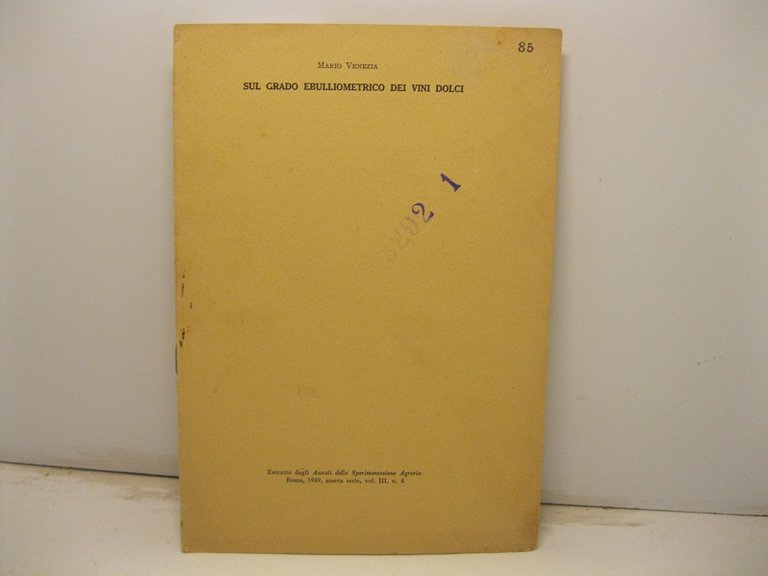 85
MARIO VENEZIA
SUL GRADO EBULLIOMETRICO DEI VINI DOLCI
2 1
Estratto dagli Annali della Sperimentazione Agraria
Roma, 1949, nuova serie, vol. III, n. 4